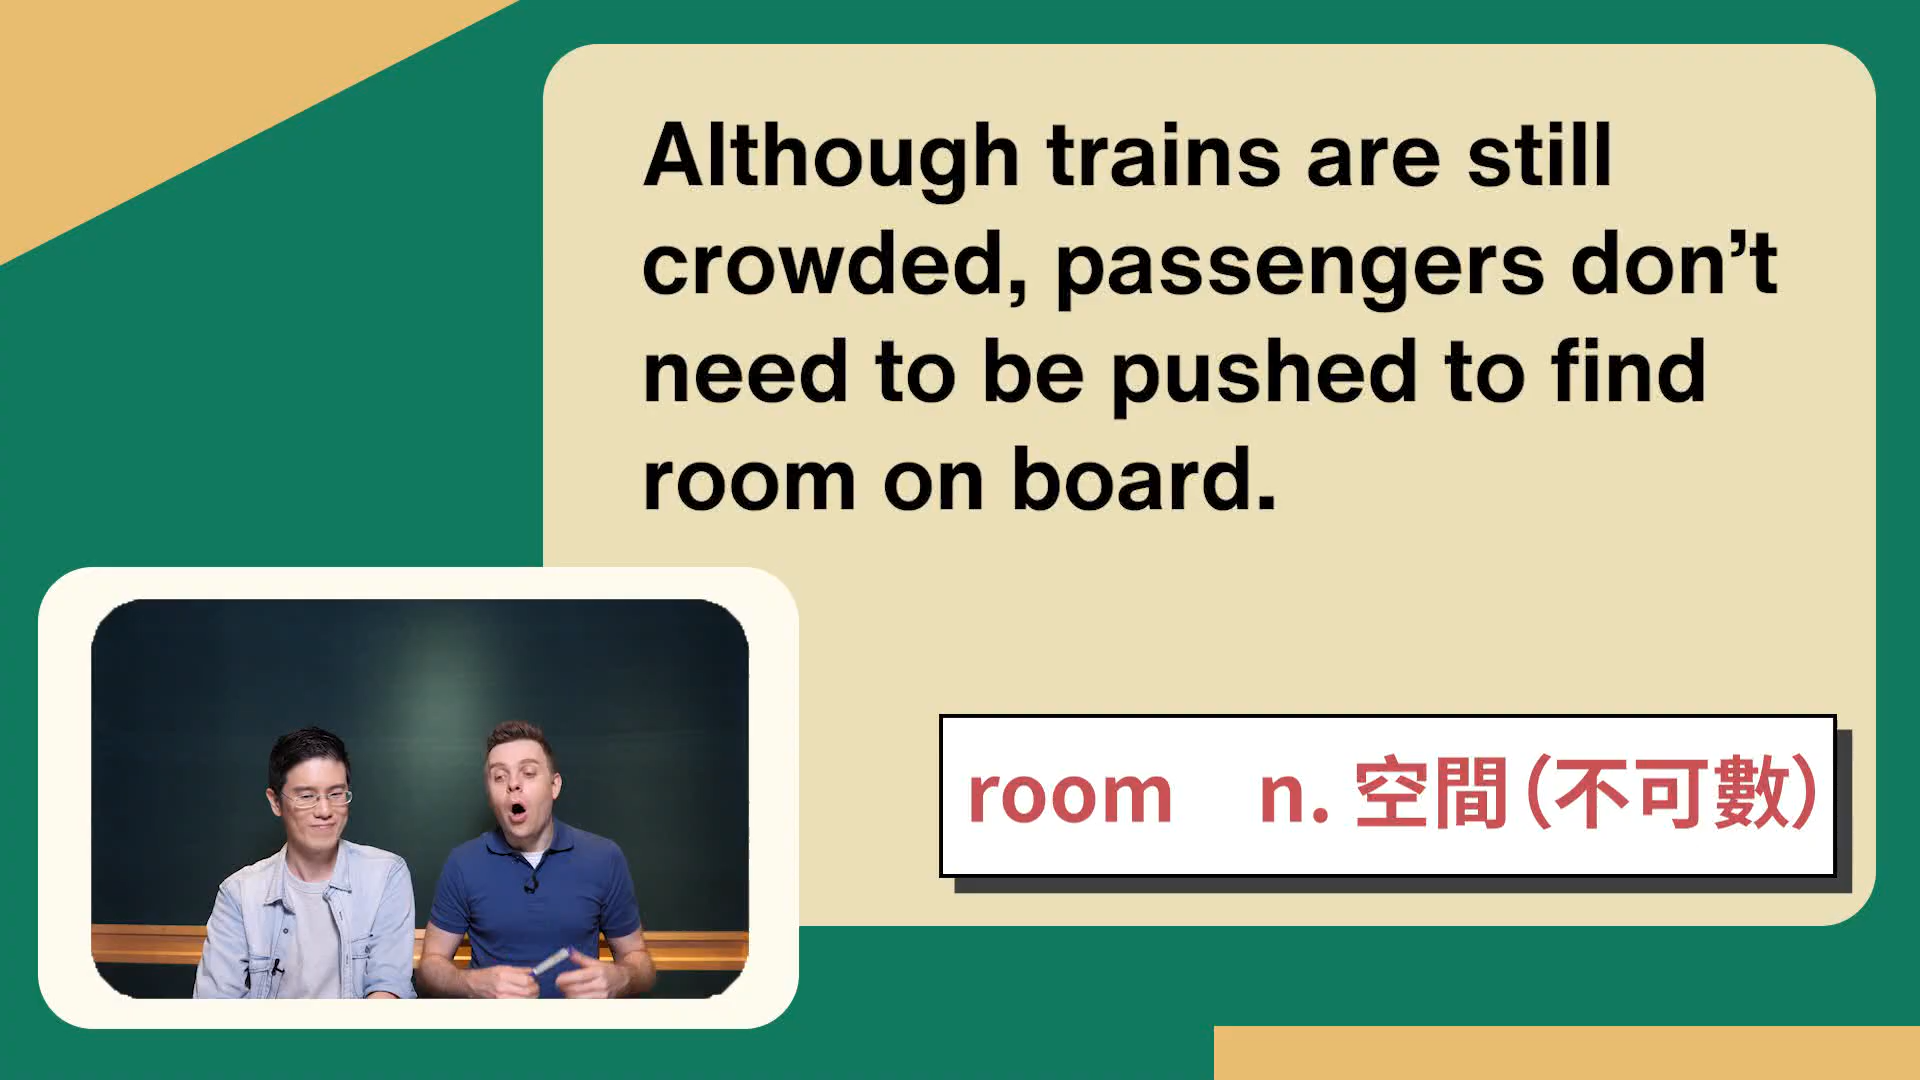 Although trains are still
crowded, passengers don’t
need to be pushed to find
room on board.
room n. 空間（不可數）